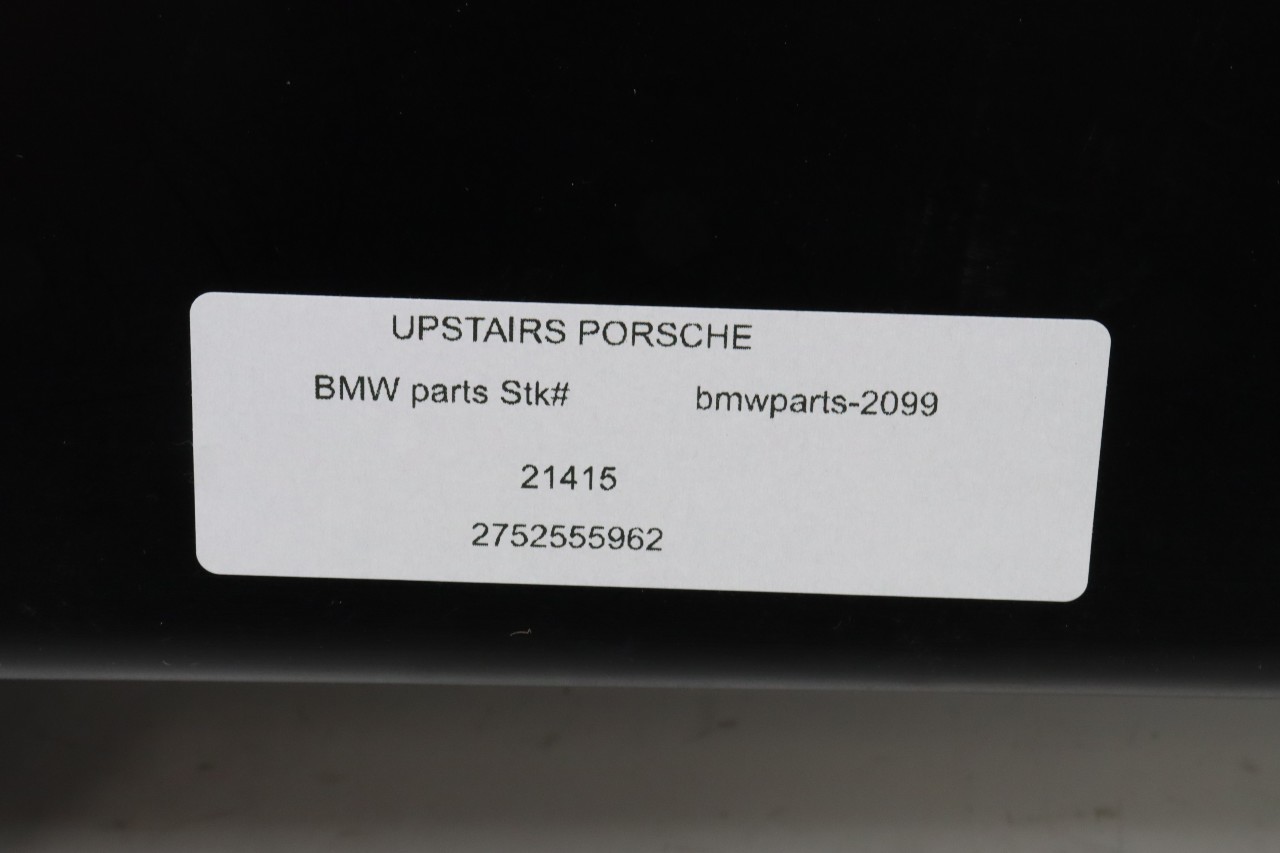 UPSTAIRS PORSCHE
BMW parts Stk# bmwparts-2099
21415
2752555962